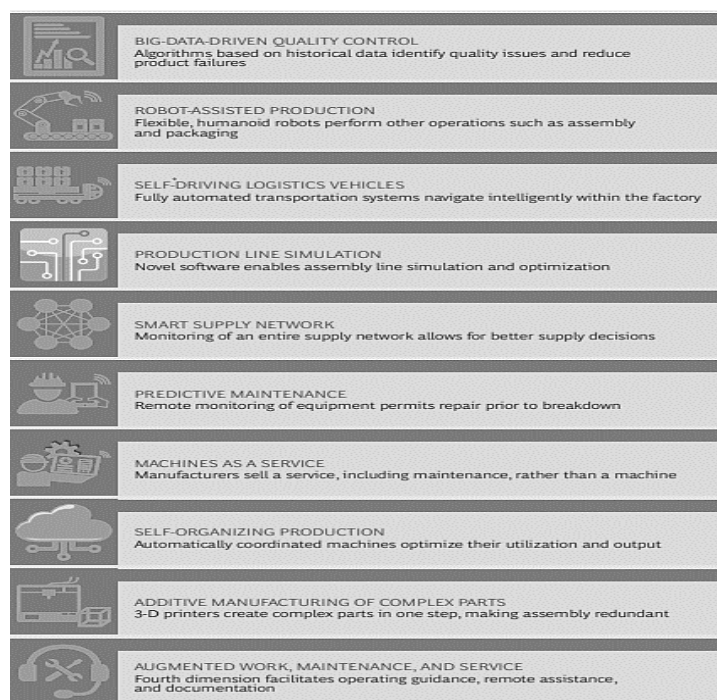 BIG-DATA-DRIVEN QUALITY CONTROL
Algorithms based on historical data identify quality issues and reduce
product failures
ROBOT-ASSISTED PRODUCTION
Flexible, humanoid robots perform other operations such as assembly
and packaging
SELF-DRIVING LOGISTICS VEHICLES
Fully automated transportation systems navigate intelligently within the factory
PRODUCTION LINE SIMULATION
Novel software enables assembly line simulation and optimization
SMART SUPPLY NETWORK
Monitoring of an entire supply network allows for better supply decisions
PREDICTIVE MAINTENANCE
Remote monitoring of equipment permits repair prior to breakdown
MACHINES AS A SERVICE
Manufacturers sell a service, including maintenance, rather than a machine
SELF-ORGANIZING PRODUCTION
Automatically coordinated machines optimize their utilization and output
ADDITIVE MANUFACTURING OF COMPLEX PARTS
3-D printers create complex parts in one step, making assembly redundant
AUGMENTED WORK, MAINTENANCE, AND SERVICE
Fourth dimension facilitates operating guidance, remote assistance,
and documentation